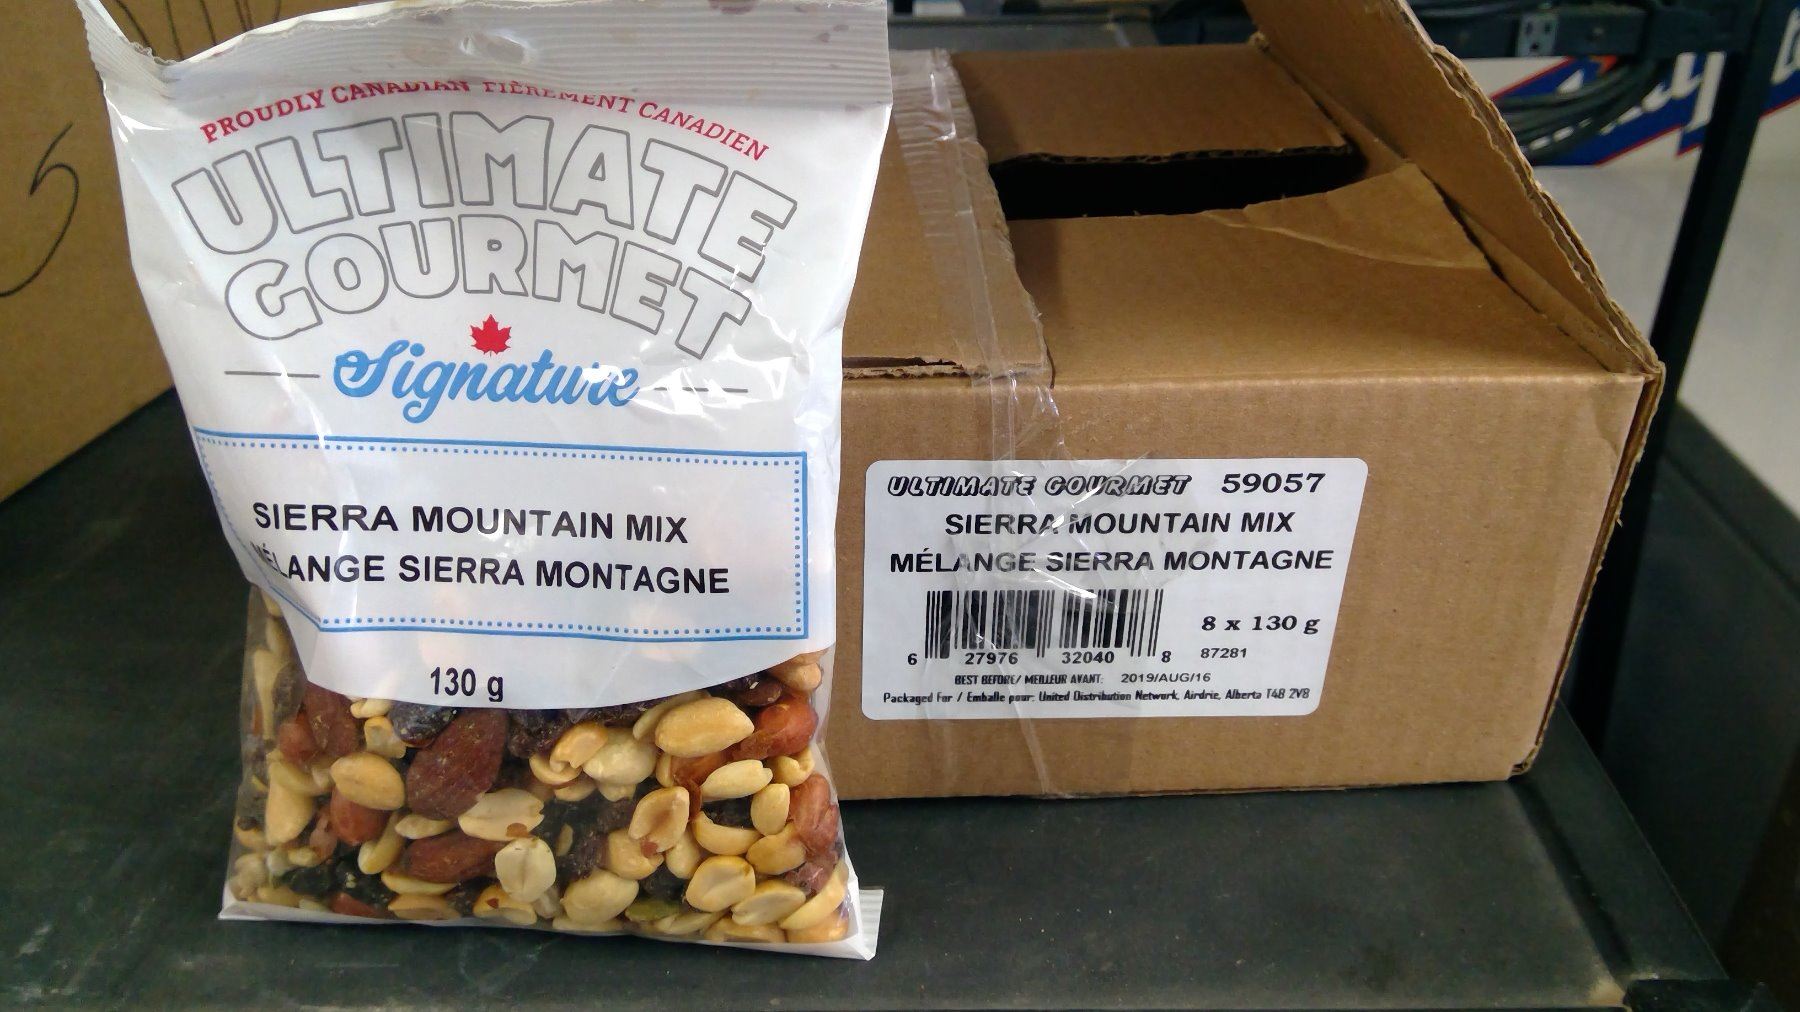 PROUDLY CANADIAN FIÈREMENT CANADIEN
ULTIMATE
GOURMET
Signature
SIERRA MOUNTAIN MIX
MÉLANGE SIERRA MONTAGNE
130 g
ULTIMATE GOURMET 59057
SIERRA MOUNTAIN MIX
MÉLANGE SIERRA MONTAGNE
8 x 130 g
6 27976 32040 8 87281
BEST BEFORE/ MEILLEUR AVANT: 2019/AUG/16
Packaged For / Emballe pour: United Distribution Network, Airdrie, Alberta T4B 2V8